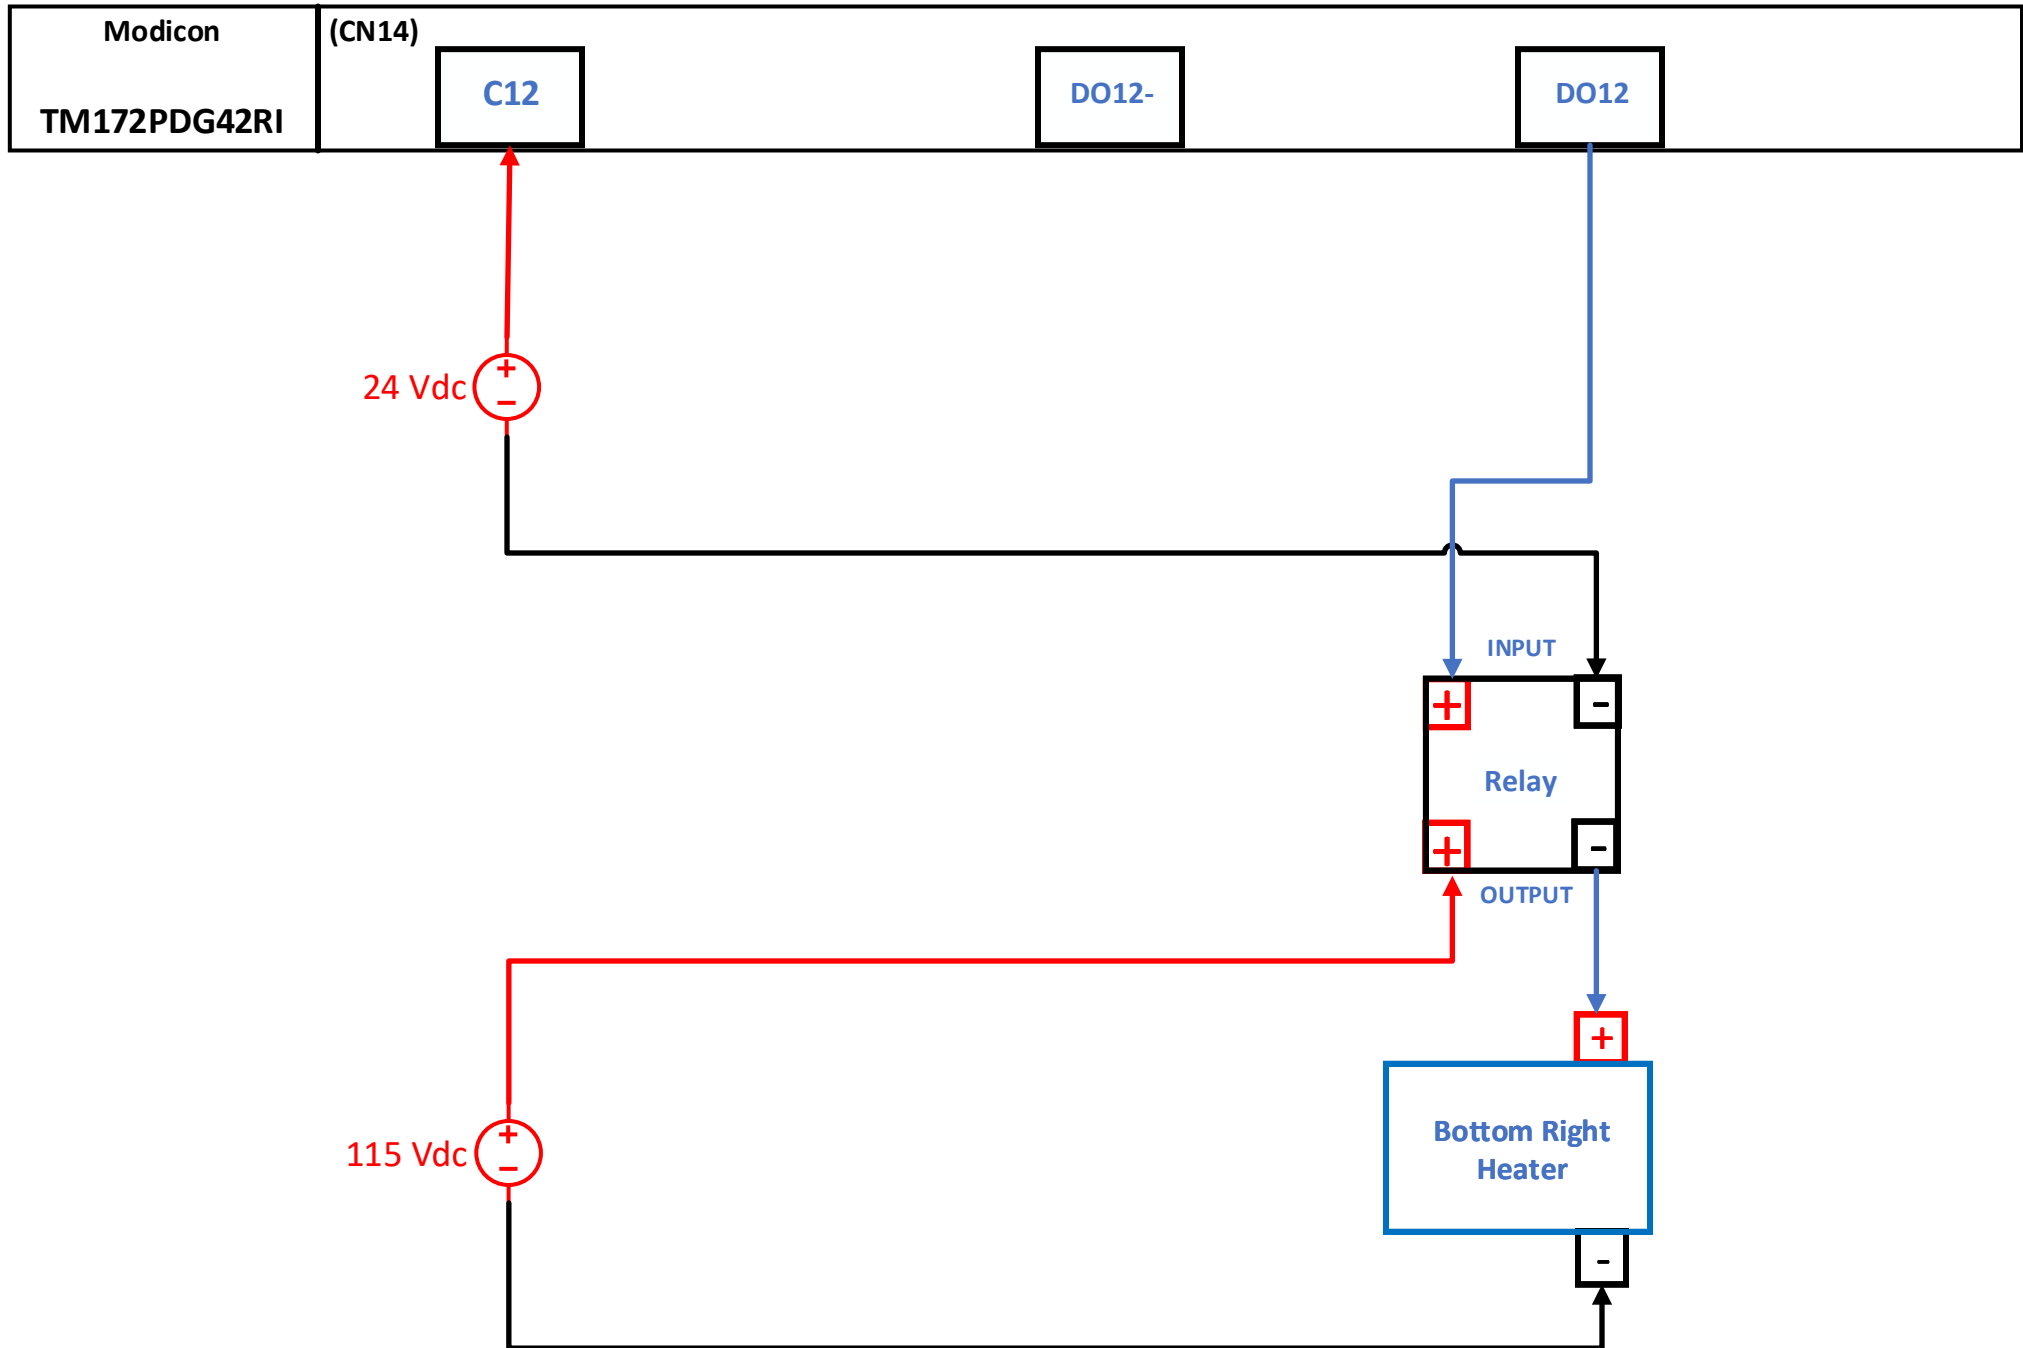 Modicon
TM172PDG42RI
(CN14)
C12
DO12-
DO12
24 Vdc
+
−
INPUT
+
-
Relay
+
-
OUTPUT
+
115 Vdc
+
−
Bottom Right
Heater
-